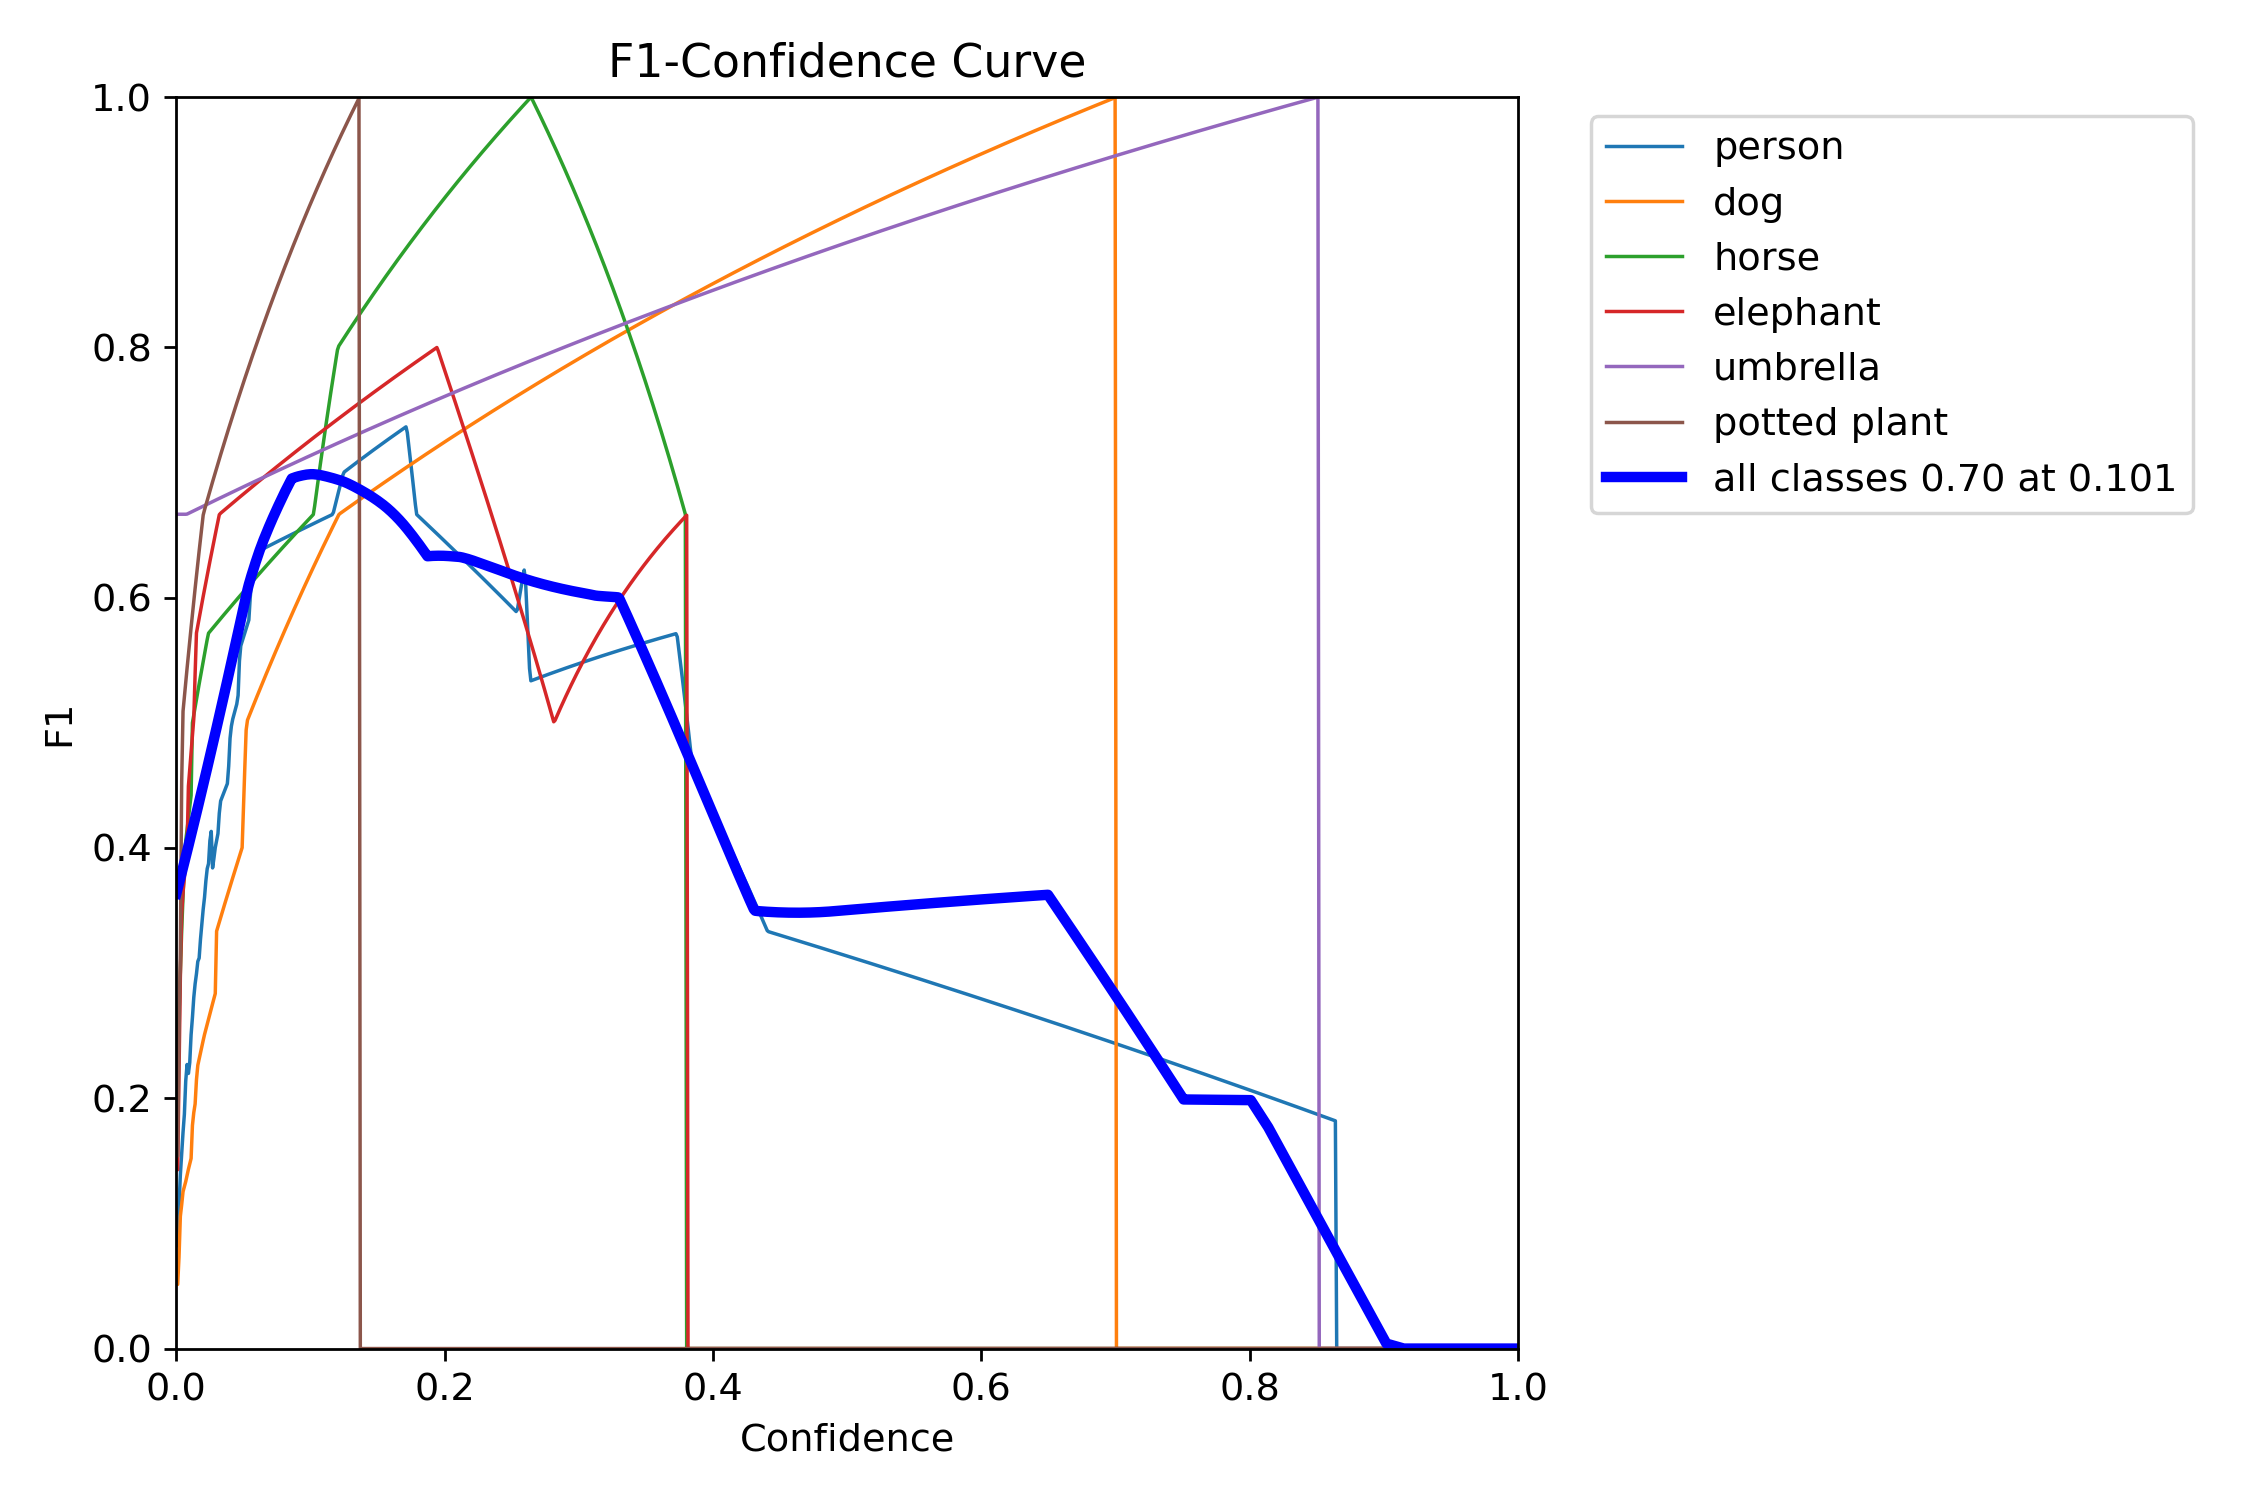 F1-Confidence Curve
1.0
0.8
0.6
0.4
0.2
0.0
F1
0.0 0.2 0.4 0.6 0.8 1.0
Confidence
person
dog
horse
elephant
umbrella
potted plant
all classes 0.70 at 0.101